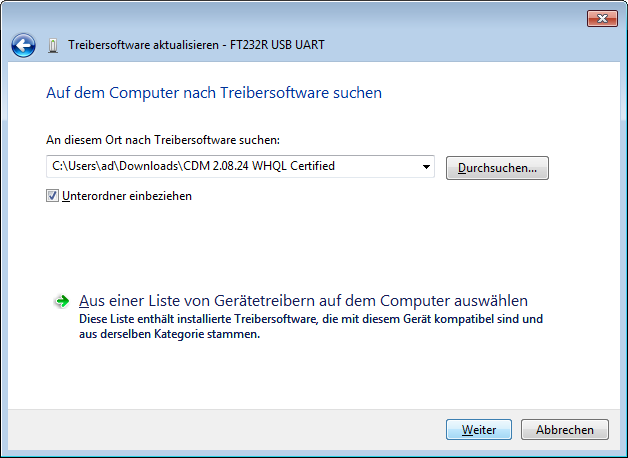 Treibersoftware aktualisieren - FT232R USB UART
Auf dem Computer nach Treibersoftware suchen
An diesem Ort nach Treibersoftware suchen:
C:\Users\ad\Downloads\CDM 2.08.24 WHQL Certified
Durchsuchen...
Unterordner einbeziehen
Aus einer Liste von Gerätetreibern auf dem Computer auswählen
Diese Liste enthält installierte Treibersoftware, die mit diesem Gerät kompatibel sind und
aus derselben Kategorie stammen.
Weiter
Abbrechen